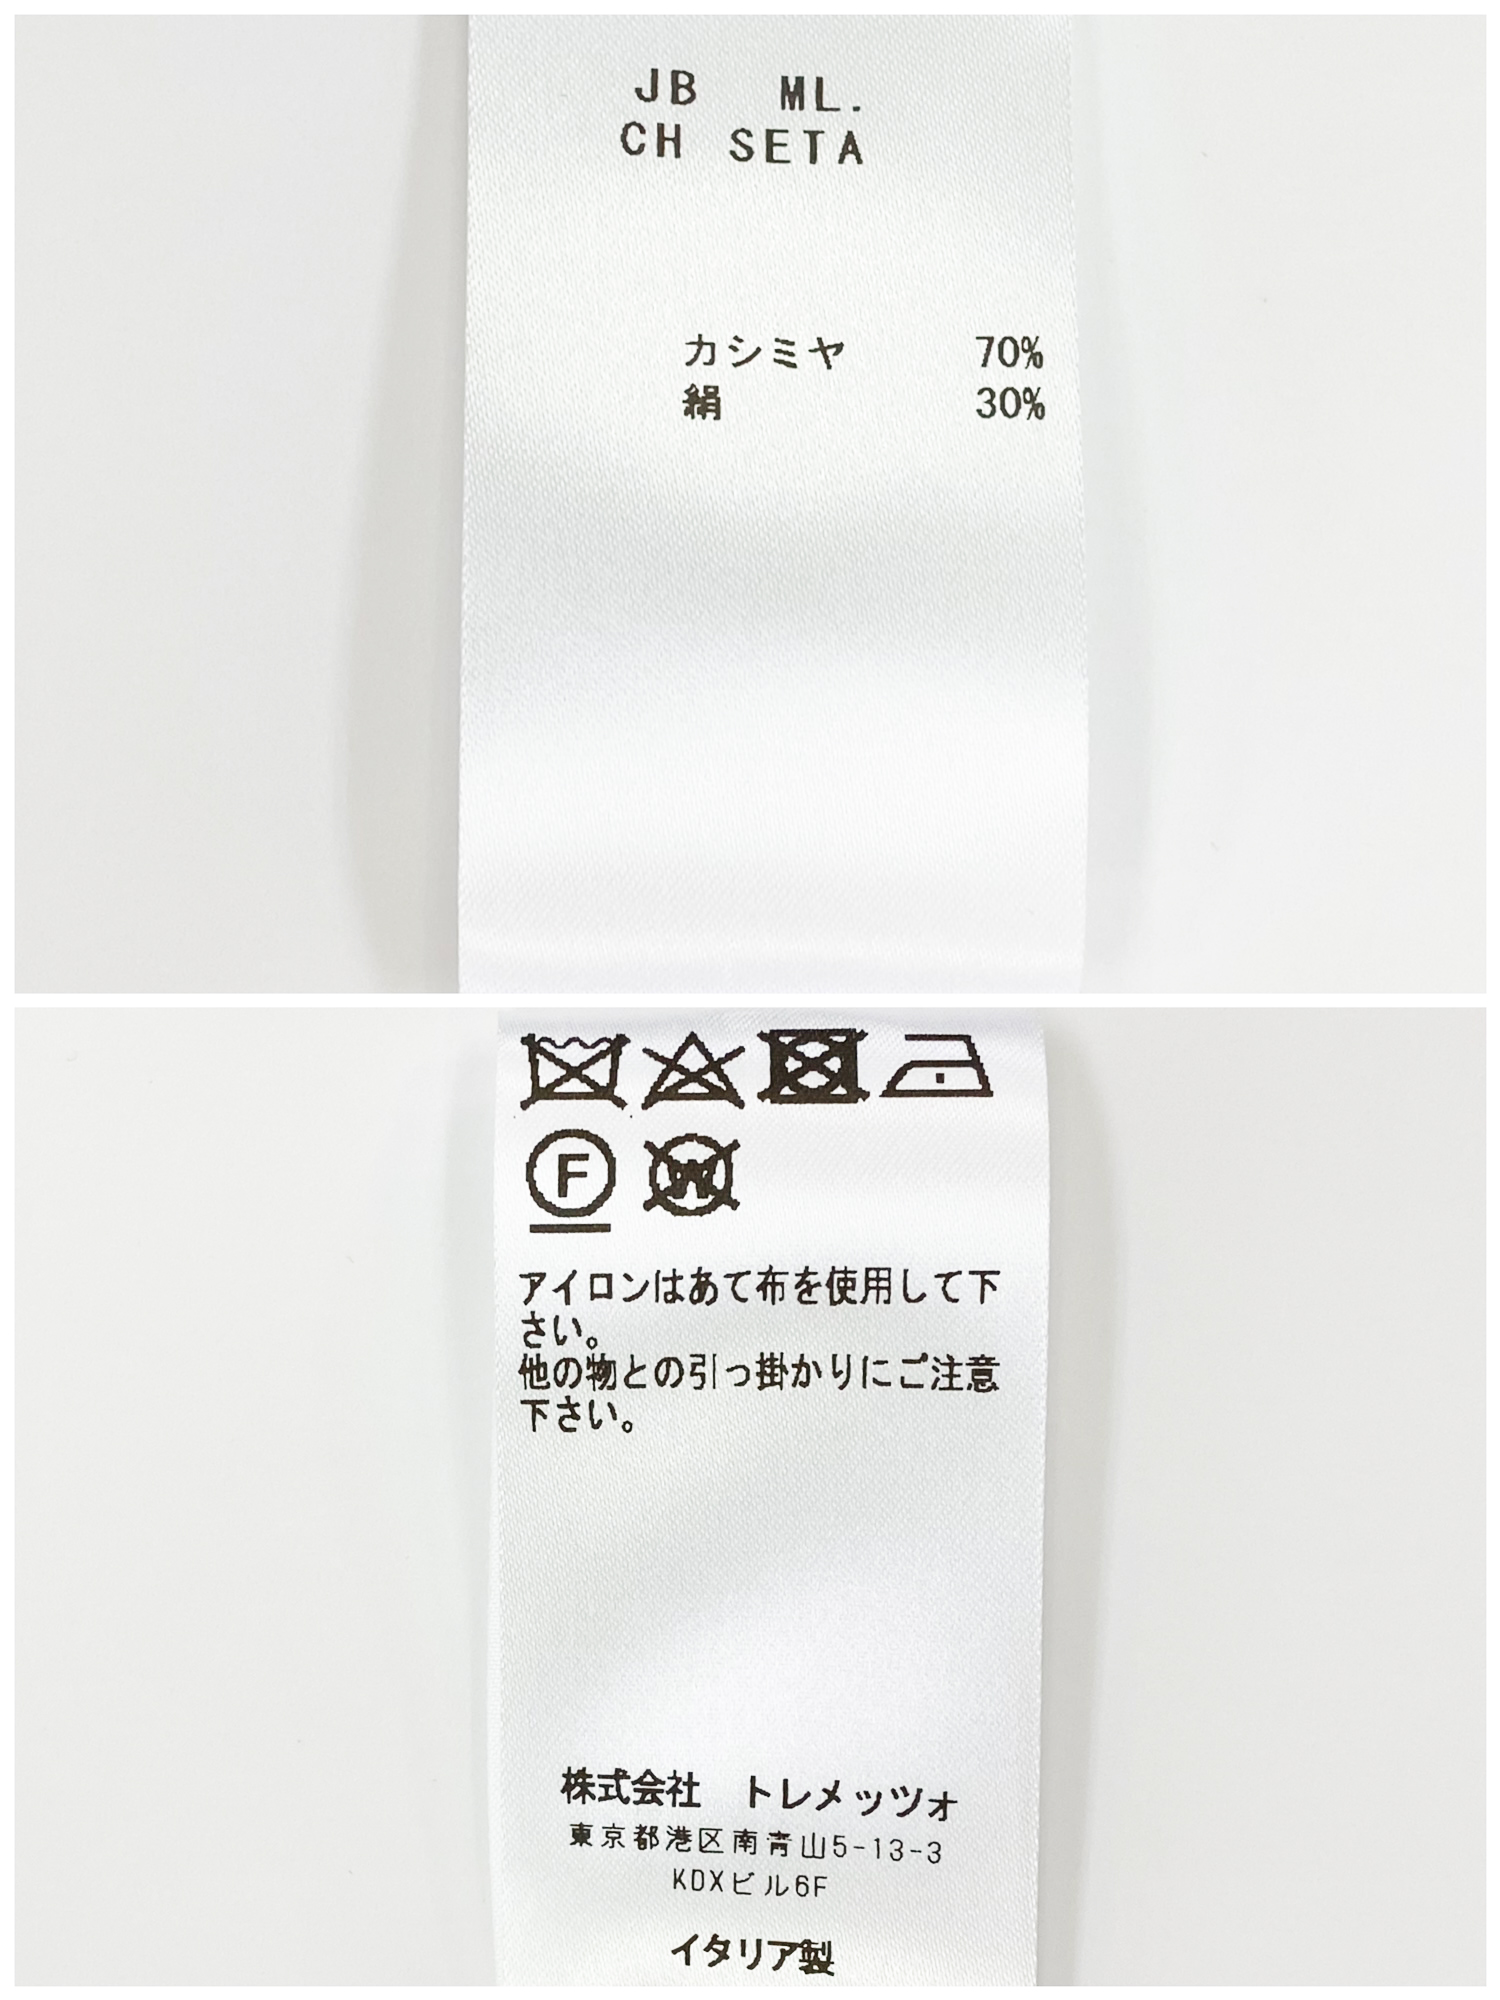 JB ML.
CH SETA
カシミヤ 70%
絹 30%
F
W
アイロンはあて布を使用して下
さい。
他の物との引っ掛かりにご注意
下さい。
株式会社 トレメッツォ
東京都港区南青山5-13-3
KDXビル6F
イタリア製